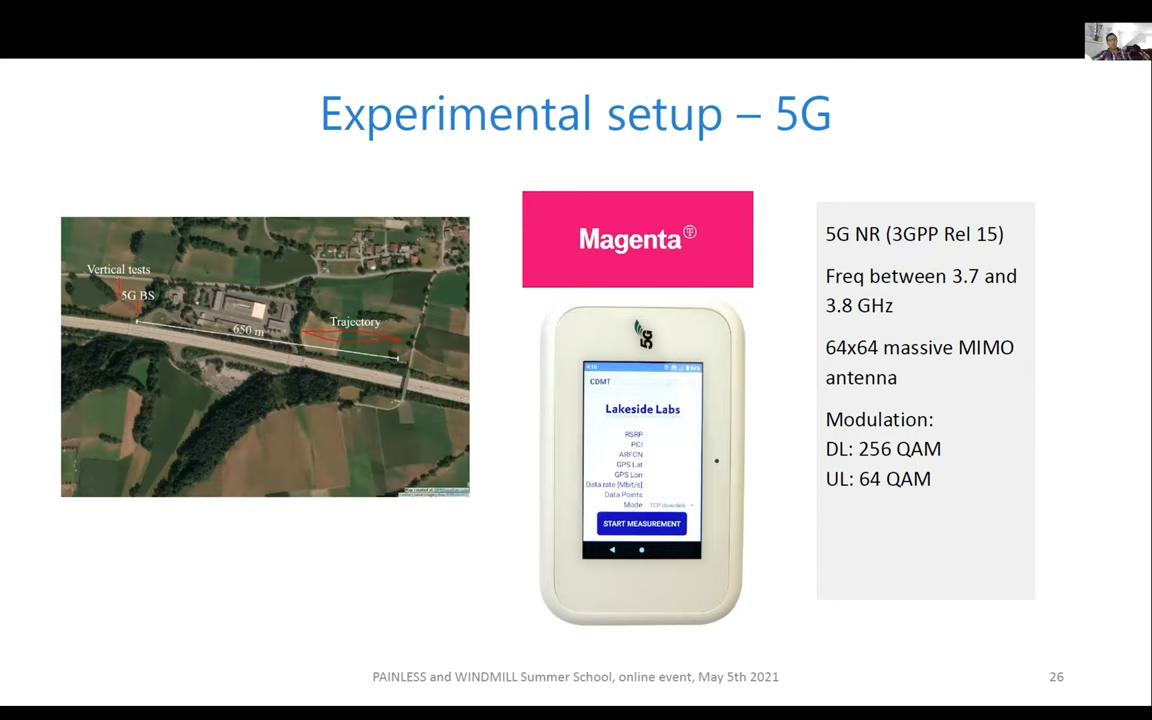 Experimental setup – 5G
Vertical tests
5G BS
650 m
Trajectory
Magenta
T
5G
CDMT
Lakeside Labs
RSRP
PCI
ARFCN
GPS Lat
GPS Lon
Data rate [Mbit/s]
Data Points
Mode TCP downlink
START MEASUREMENT
5G NR (3GPP Rel 15)
Freq between 3.7 and
3.8 GHz
64x64 massive MIMO
antenna
Modulation:
DL: 256 QAM
UL: 64 QAM
PAINLESS and WINDMILL Summer School, online event, May 5th 2021
26